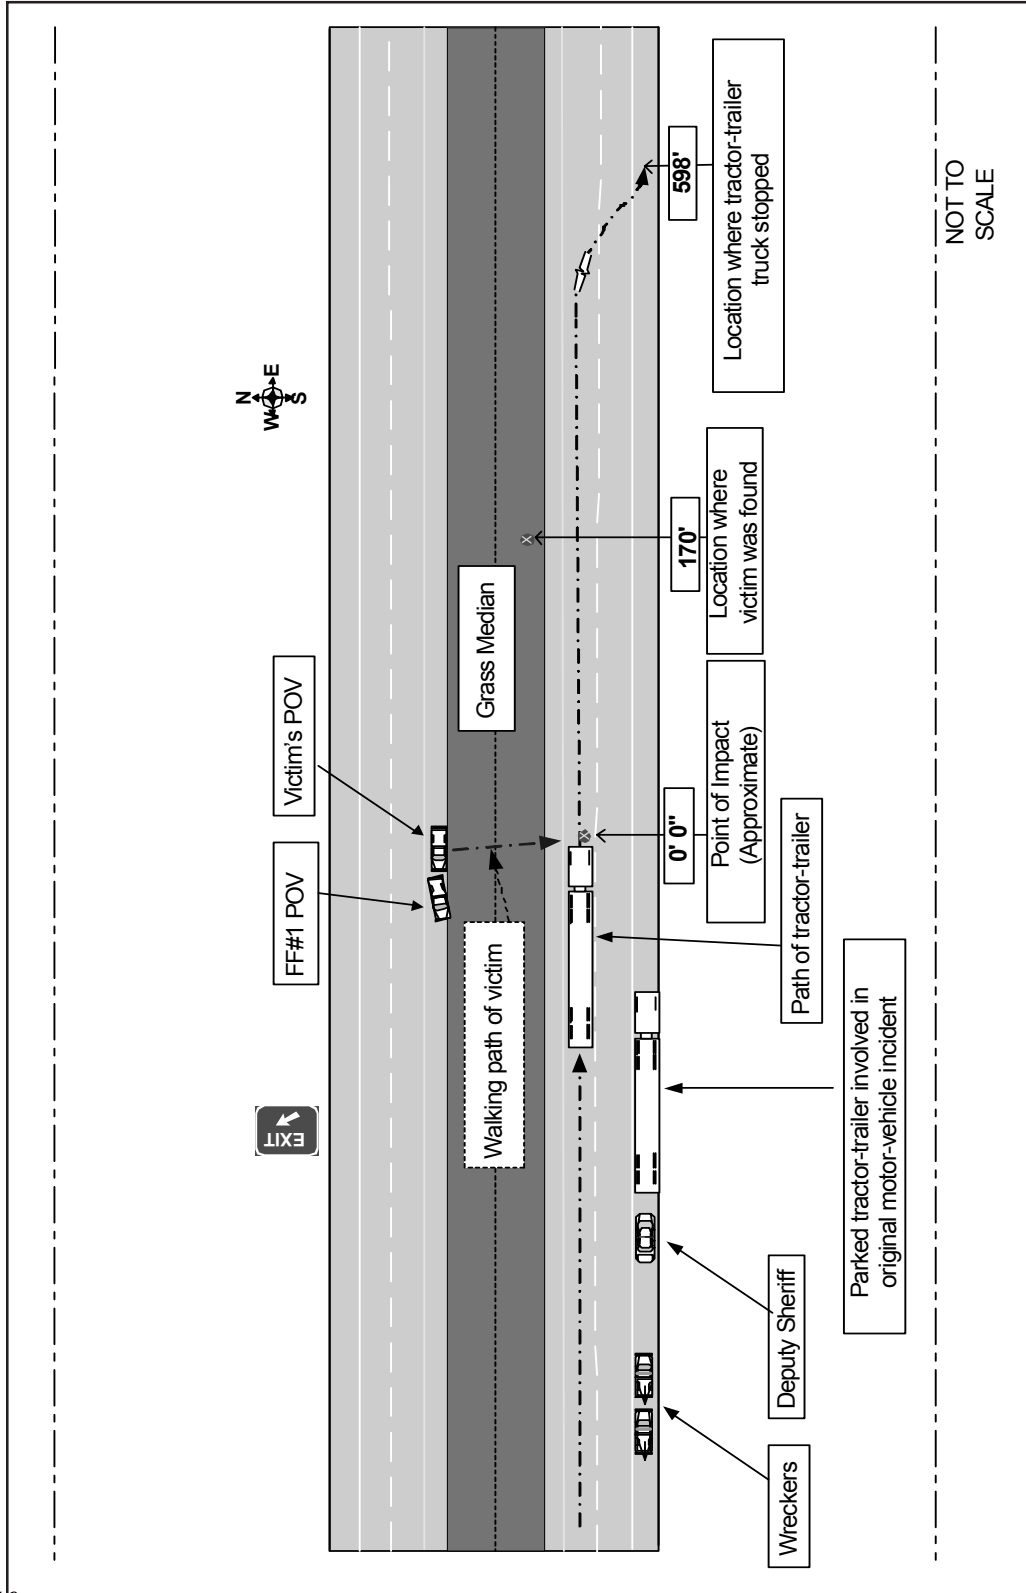 N
W
E
S
EXIT
FF#1 POV
Victim's POV
Walking path of victim
Grass Median
Wreckers
Deputy Sheriff
Parked tractor-trailer involved in
original motor-vehicle incident
Path of tractor-trailer
0' 0"
Point of Impact
(Approximate)
170'
Location where
victim was found
598'
Location where tractor-trailer
truck stopped
NOT TO
SCALE